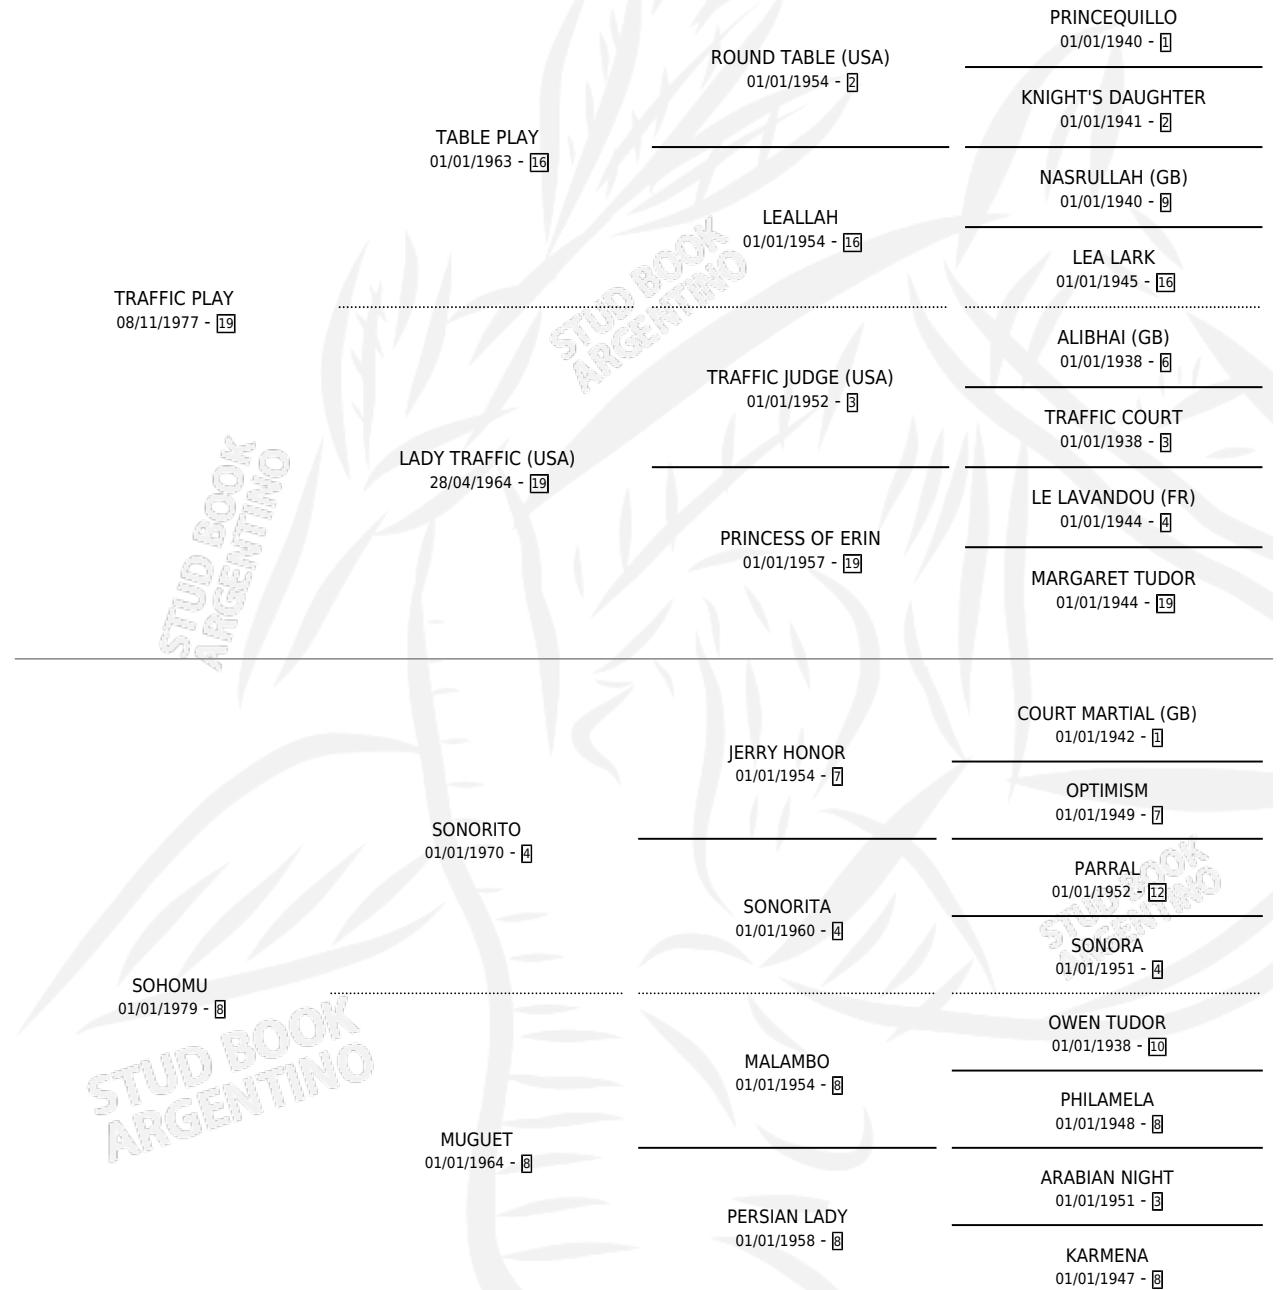 PRINCEQUILLO
01/01/1940 - 1
ROUND TABLE (USA)
01/01/1954 - 2
KNIGHT'S DAUGHTER
01/01/1941 - 2
TABLE PLAY
01/01/1963 - 16
NASRULLAH (GB)
01/01/1940 - 9
LEALLAH
01/01/1954 - 16
LEA LARK
01/01/1945 - 16
TRAFFIC PLAY
08/11/1977 - 19
ALIBHAI (GB)
01/01/1938 - 6
TRAFFIC JUDGE (USA)
01/01/1952 - 3
TRAFFIC COURT
01/01/1938 - 3
LADY TRAFFIC (USA)
28/04/1964 - 19
LE LAVANDOU (FR)
01/01/1944 - 4
PRINCESS OF ERIN
01/01/1957 - 19
MARGARET TUDOR
01/01/1944 - 19
COURT MARTIAL (GB)
01/01/1942 - 1
JERRY HONOR
01/01/1954 - 7
OPTIMISM
01/01/1949 - 7
SONORITO
01/01/1970 - 4
PARRAL
01/01/1952 - 12
SONORITA
01/01/1960 - 4
SONORA
01/01/1951 - 4
SOHOMU
01/01/1979 - 8
OWEN TUDOR
01/01/1938 - 10
MALAMBO
01/01/1954 - 8
PHILAMELA
01/01/1948 - 8
MUGUET
01/01/1964 - 8
ARABIAN NIGHT
01/01/1951 - 3
PERSIAN LADY
01/01/1958 - 8
KARMENA
01/01/1947 - 8
STUD BOOK
ARGENTINO
STUD BOOK
ARGENTINO
STUD BOOK
ARGENTINO
STUD BOOK
ARGENTINO